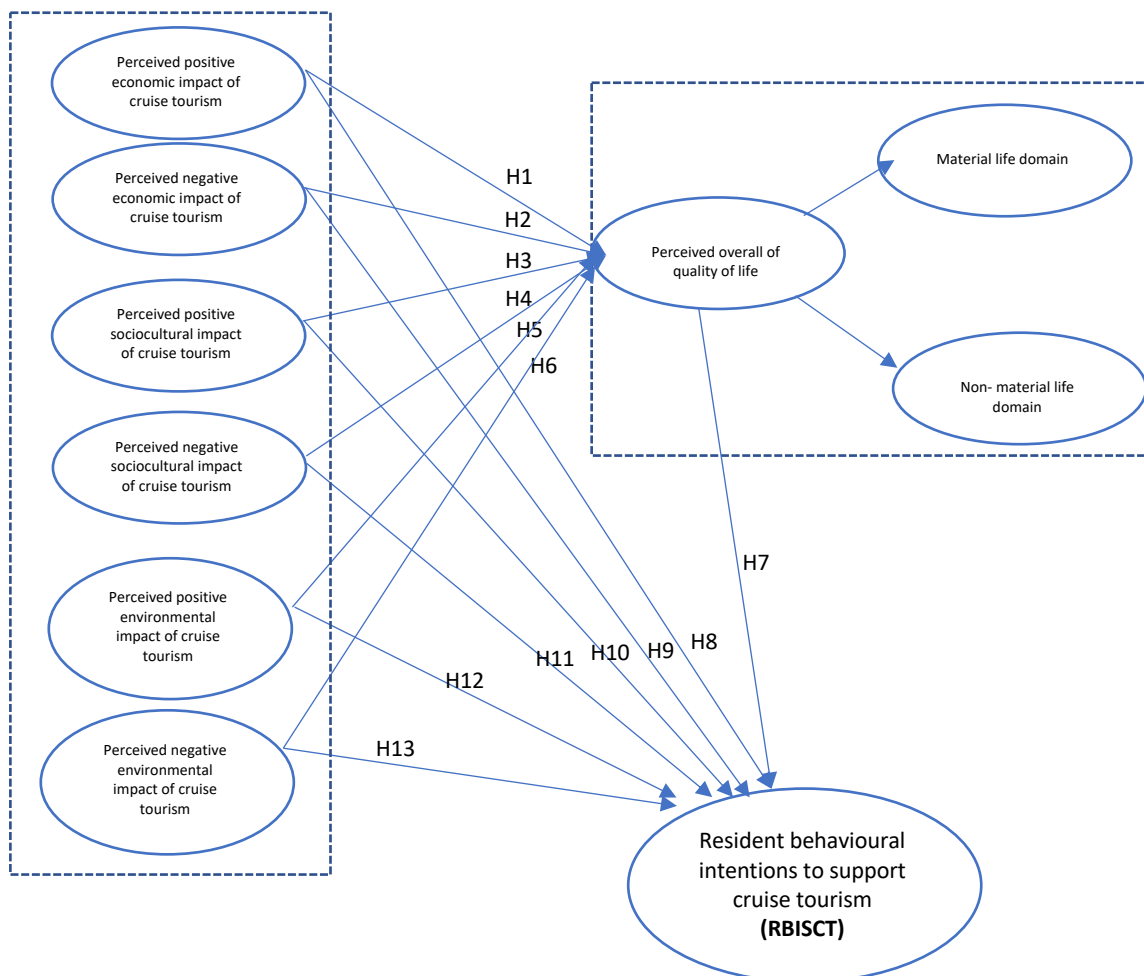 Perceived positive
economic impact of
cruise tourism
Perceived negative
economic impact of
cruise tourism
Perceived positive
sociocultural impact
of cruise tourism
Perceived negative
sociocultural impact
of cruise tourism
Perceived positive
environmental
impact of cruise
tourism
Perceived negative
environmental
impact of cruise
tourism
H1
H2
H3
H4
H5
H6
Perceived overall of
quality of life
Material life domain
Non- material life
domain
H7
H8
H9
H10
H11
H12
H13
Resident behavioural
intentions to support
cruise tourism
(RBISCT)